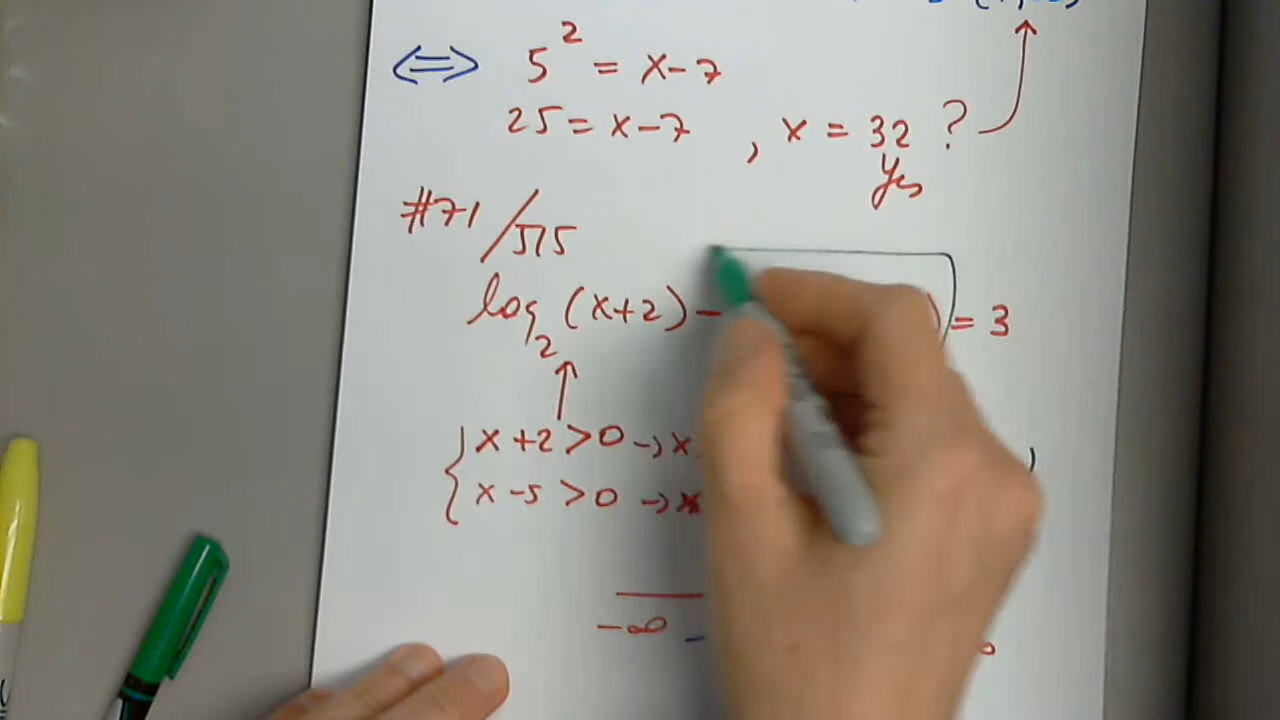 ⟺ 5² = x-7
25 = x-7 , x = 32 ?
Yes
#71/515
log₂ (x+2) - ) = 3
{ x+2 > 0 → x
x-5 > 0 → x
-∞ -